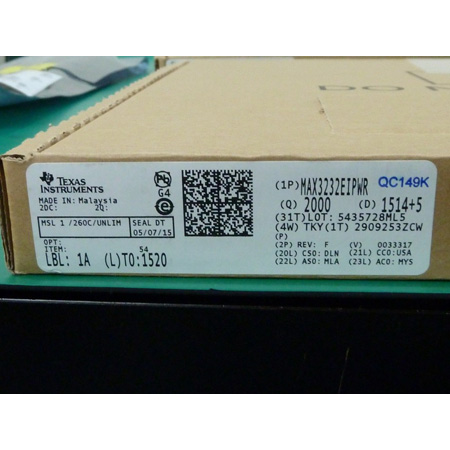 DO N
TEXAS
INSTRUMENTS
MADE IN: Malaysia
2DC: 2Q:
MSL 1 /260C/UNLIM SEAL DT
05/07/15
OPT:
ITEM: 54
LBL: 1A (L)TO:1520
Pb
G4
e
(1P) MAX3232EIPWR QC149K
(Q) 2000 (D) 1514+5
(31T)LOT: 5435728ML5
(4W) TKY(1T) 2909253ZCW
(P)
(2P) REV: F (V) 0033317
(20L) CSO: DLN (21L) CCO:USA
(22L) ASO: MLA (23L) ACO: MYS